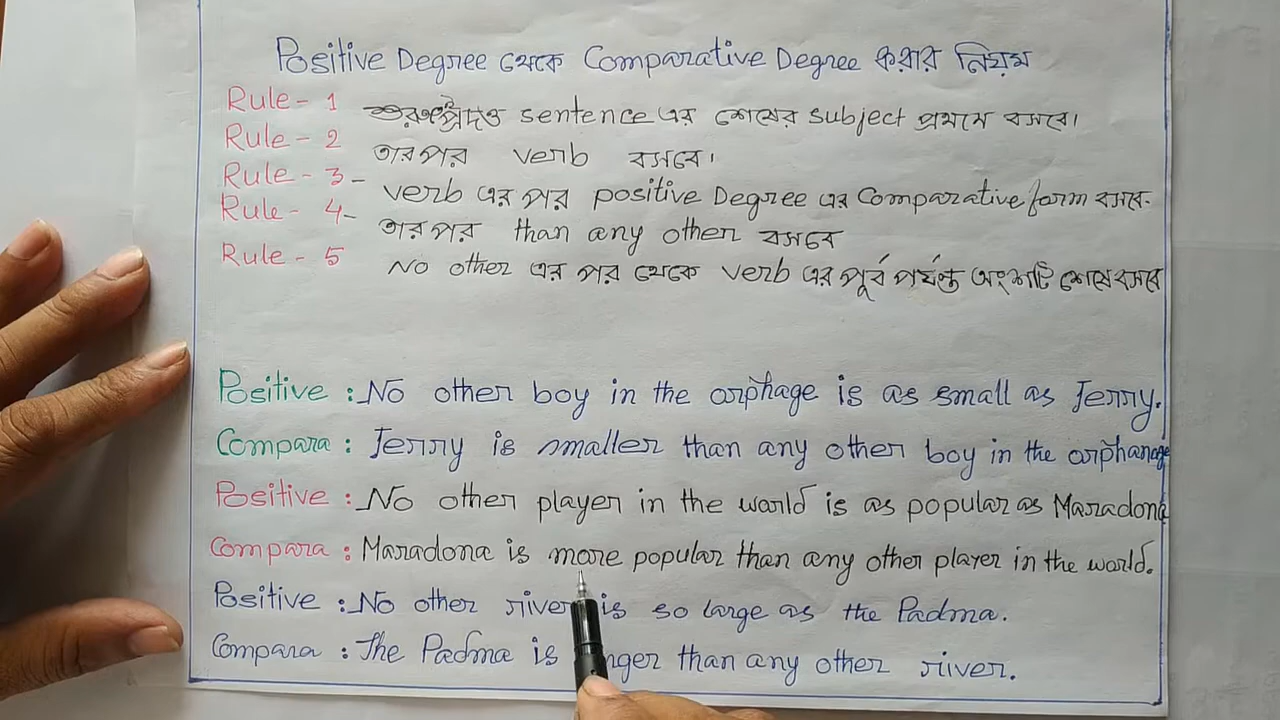 Positive Degree থেকে Comparative Degree করার নিয়ম
Rule - 1 প্রদত্ত sentence এর শেষের subject প্রথমে বসবে।
Rule - 2 তারপর verb বসবে।
Rule - 3 - verb এর পর positive Degree এর Comparative form বসবে-
Rule - 4- তারপর than any other বসবে
Rule - 5 No other এর পর থেকে verb এর পূর্ব পর্যন্ত অংশটি শেষে বসবে
Positive : No other boy in the orphage is as small as Jerry.
Compara : Jerry is smaller than any other boy in the orphanage
Positive : No other player in the world is as popular as Maradona
Compara : Maradona is more popular than any other player in the world.
Positive : No other river is so large as the Padma.
Compara : The Padma is nger than any other river.